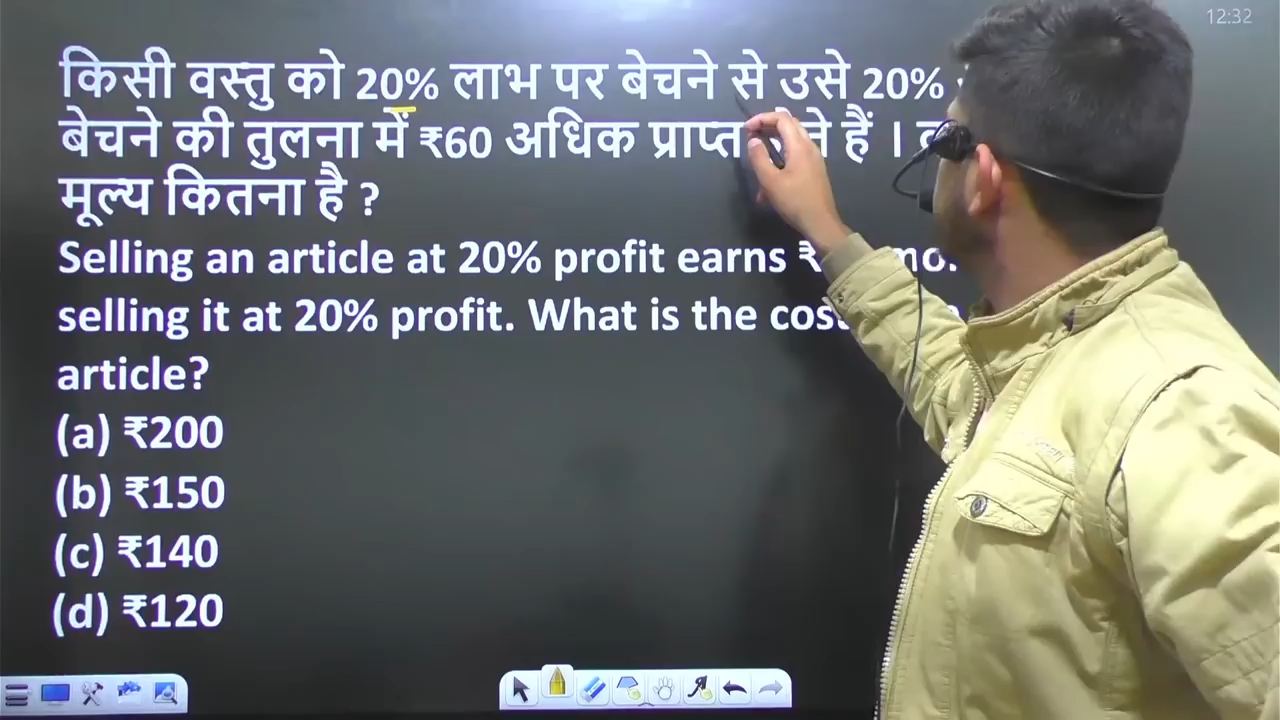 12:32
किसी वस्तु को 20% लाभ पर बेचने से उसे 20%
बेचने की तुलना में ₹60 अधिक प्राप्त हैं ।
मूल्य कितना है ?
Selling an article at 20% profit earns ₹
selling it at 20% profit. What is the
article?
(a) ₹200
(b) ₹150
(c) ₹140
(d) ₹120